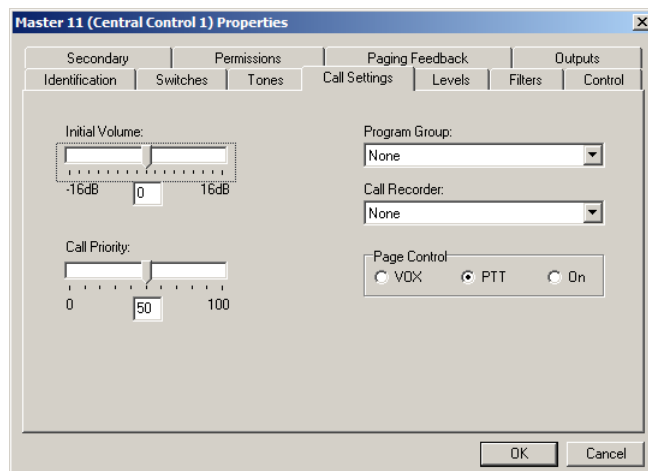 Master 11 (Central Control 1) Properties
Secondary Permissions Paging Feedback Outputs
Identification Switches Tones Call Settings Levels Filters Control
Initial Volume:
-16dB 0 16dB
Call Priority:
0 50 100
Program Group:
None
Call Recorder:
None
Page Control
VOX PTT On
OK Cancel